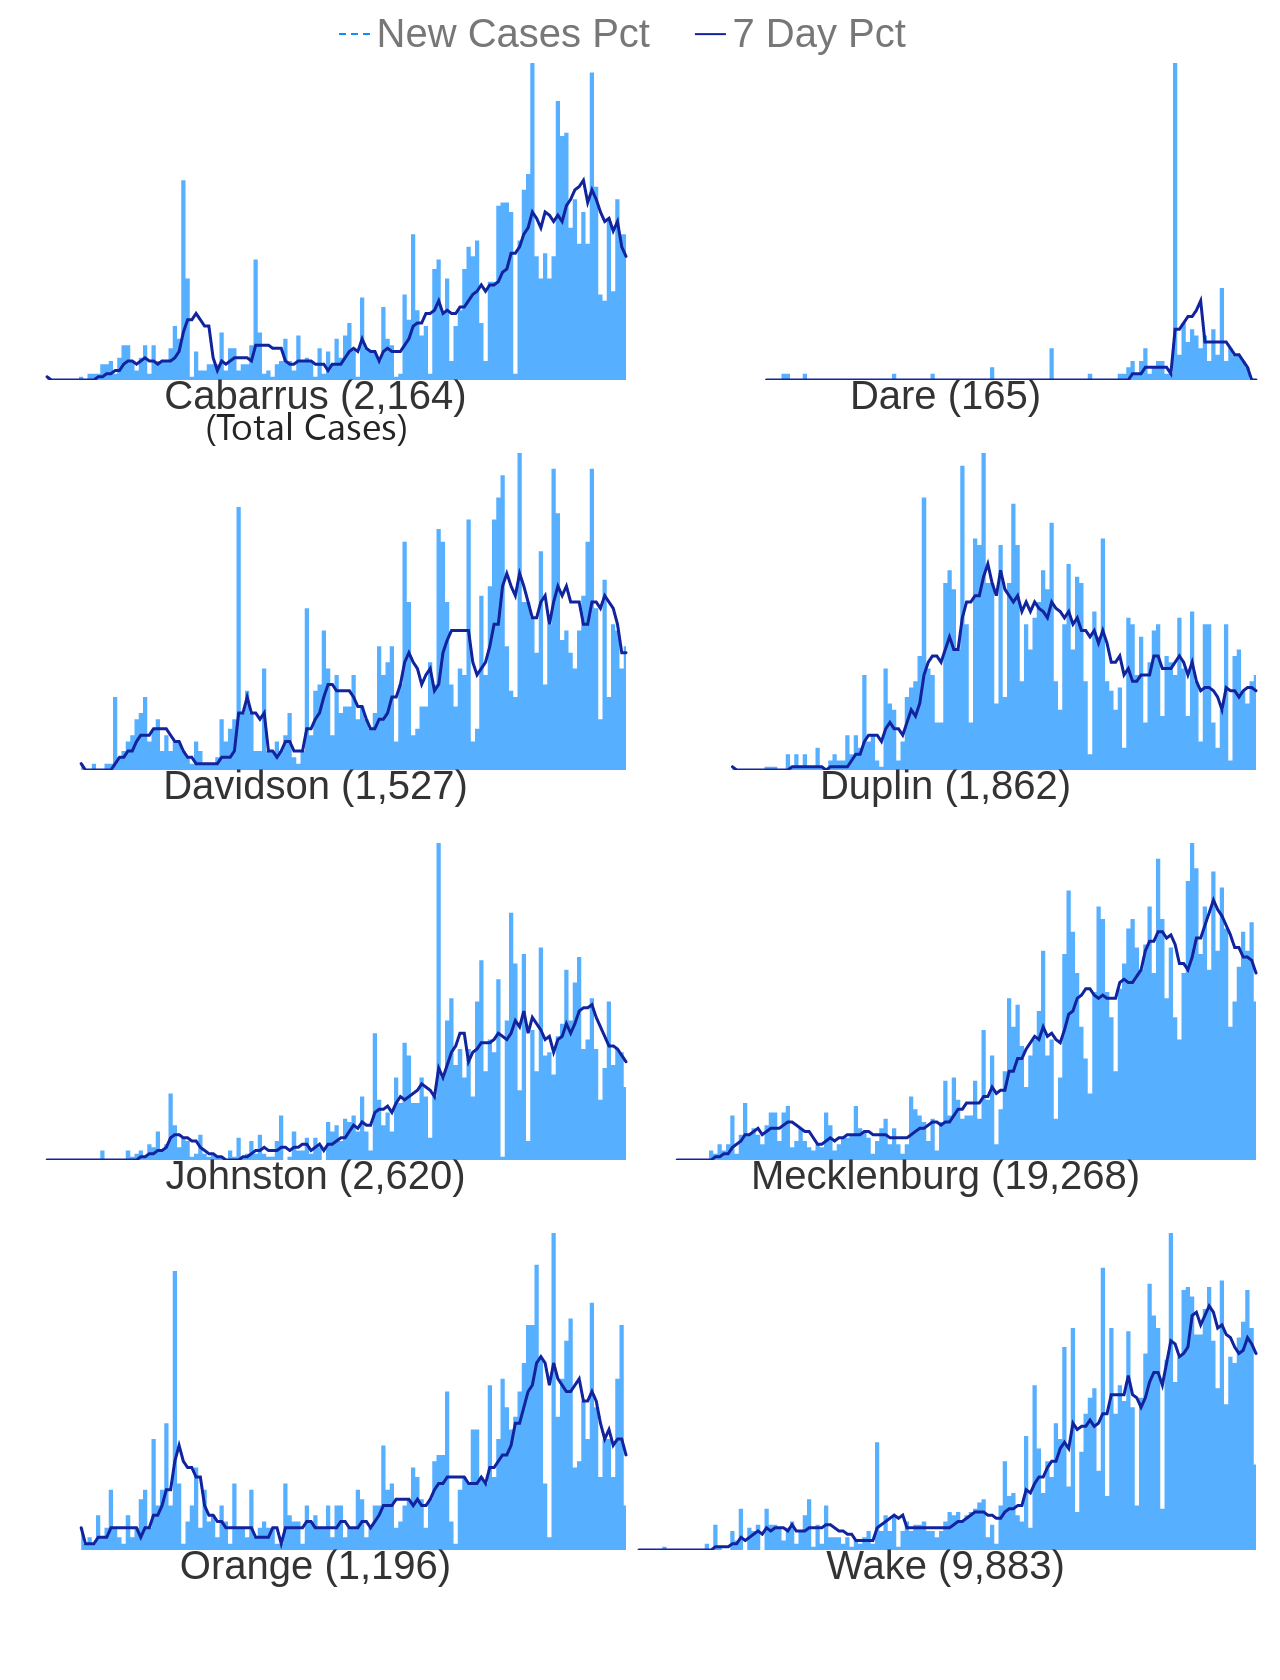 New Cases Pct 7 Day Pct
Cabarrus (2,164) Dare (165)
(Total Cases)
Davidson (1,527) Duplin (1,862)
Johnston (2,620) Mecklenburg (19,268)
Orange (1,196) Wake (9,883)